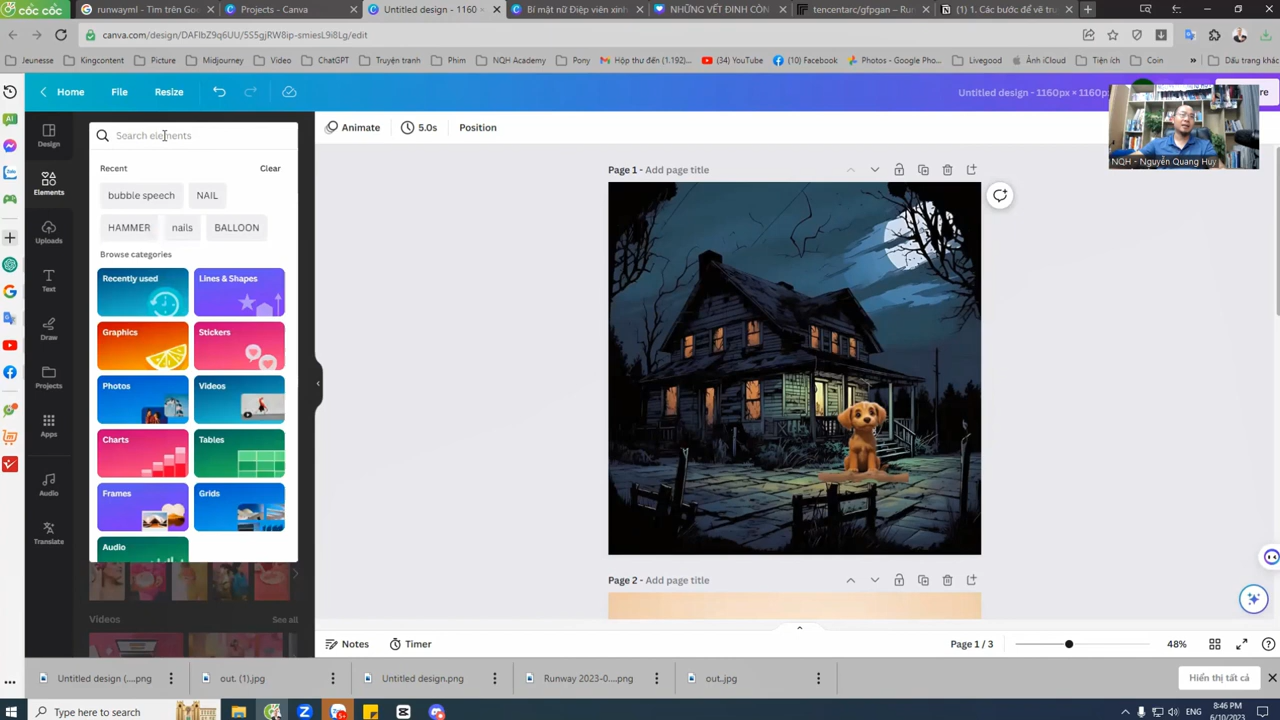 cốc cốc
runwayml - Tìm trên Go
Projects - Canva
Untitled design - 1160
Bí mật nữ Điệp viên xinh
NHỮNG VỆT ĐỊNH CÒN
tencentarc/gfpgan – R
(1) 1. Các bước để vẽ tru
canva.com/design/DAFlbZ9q6UU/5S5gjRW8ip-smiesL9i8Lg/edit
Jeunesse
Kingcontent
Picture
Midjourney
Video
ChatGPT
Truyện tranh
Phim
NQH Academy
Pony
Hộp thư đến (1.192)...
(34) YouTube
(10) Facebook
Photos - Google Pho...
Livegood
Ảnh iCloud
Tiện ích
Coin
Dấu trang khác
Home
File
Resize
Untitled design - 1160px × 1160px
re
Search elements
Recent
Clear
bubble speech
NAIL
HAMMER
nails
BALLOON
Browse categories
Recently used
Lines & Shapes
Graphics
Stickers
Photos
Videos
Charts
Tables
Frames
Grids
Audio
Videos
See all
Design
Elements
Uploads
Text
Draw
Projects
Apps
Audio
Translate
Animate
5.0s
Position
NQH - Nguyễn Quang Huy
Page 1 - Add page title
Page 2 - Add page title
Notes
Timer
Page 1 / 3
48%
Untitled design (....png
out. (1).jpg
Untitled design.png
Runway 2023-0....png
out..jpg
Hiển thị tất cả
Type here to search
ENG
8:46 PM
6/10/2023